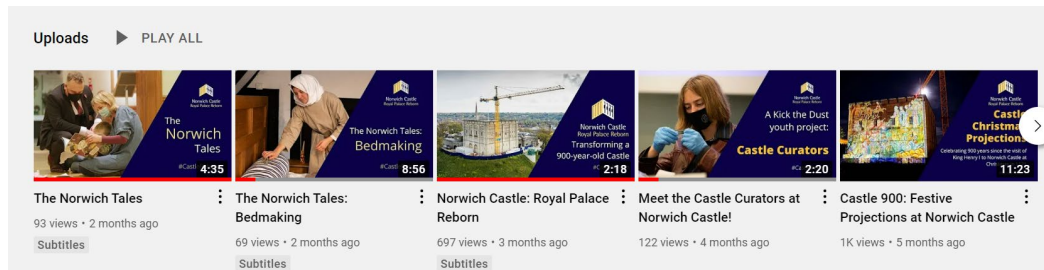 Uploads
PLAY ALL
Norwich Castle
Royal Palace Reborn
The
Norwich
Tales
#Castl
4:35
Norwich Castle
Royal Palace Reborn
The Norwich Tales:
Bedmaking
#Castl
8:56
Norwich Castle
Royal Palace Reborn
Transforming a
900-year-old Castle
#C
2:18
Norwich Castle
Royal Palace Reborn
A Kick the Dust
youth project:
Castle Curators
#Ca
2:20
Norwich Castle
Royal Palace Reborn
Castl
Christma
Projection
Celebrating 900 years since the visit of
King Henry I to Norwich Castle at
Chri
11:23
The Norwich Tales
93 views • 2 months ago
Subtitles
The Norwich Tales:
Bedmaking
69 views • 2 months ago
Subtitles
Norwich Castle: Royal Palace
Reborn
697 views • 3 months ago
Subtitles
Meet the Castle Curators at
Norwich Castle!
122 views • 4 months ago
Castle 900: Festive
Projections at Norwich Castle
1K views • 5 months ago